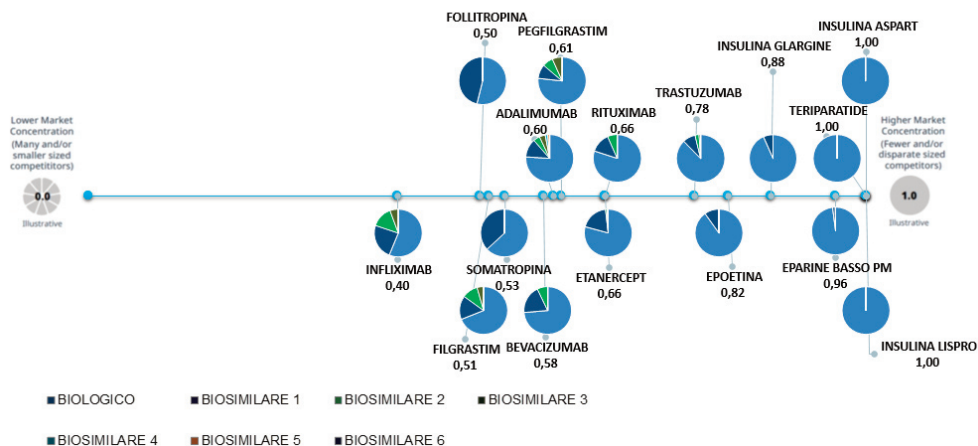 FOLLITROPINA
0,50
PEGFILGRASTIM
0,61
INSULINA GLARGINE
0,88
INSULINA ASPART
1,00
ADALIMUMAB
0,60
RITUXIMAB
0,66
TRASTUZUMAB
0,78
TERIPARATIDE
1,00
Lower Market
Concentration
(Many and/or
smaller sized
competitors)
0.0
Illustrative
Higher Market
Concentration
(Fewer and/or
disparate sized
competitors)
1.0
Illustrative
INFLIXIMAB
0,40
SOMATROPINA
0,53
ETANERCEPT
0,66
EPOETINA
0,82
EPARINE BASSO PM
0,96
FILGRASTIM
0,51
BEVACIZUMAB
0,58
INSULINA LISPRO
1,00
BIOLOGICO
BIOSIMILARE 1
BIOSIMILARE 2
BIOSIMILARE 3
BIOSIMILARE 4
BIOSIMILARE 5
BIOSIMILARE 6